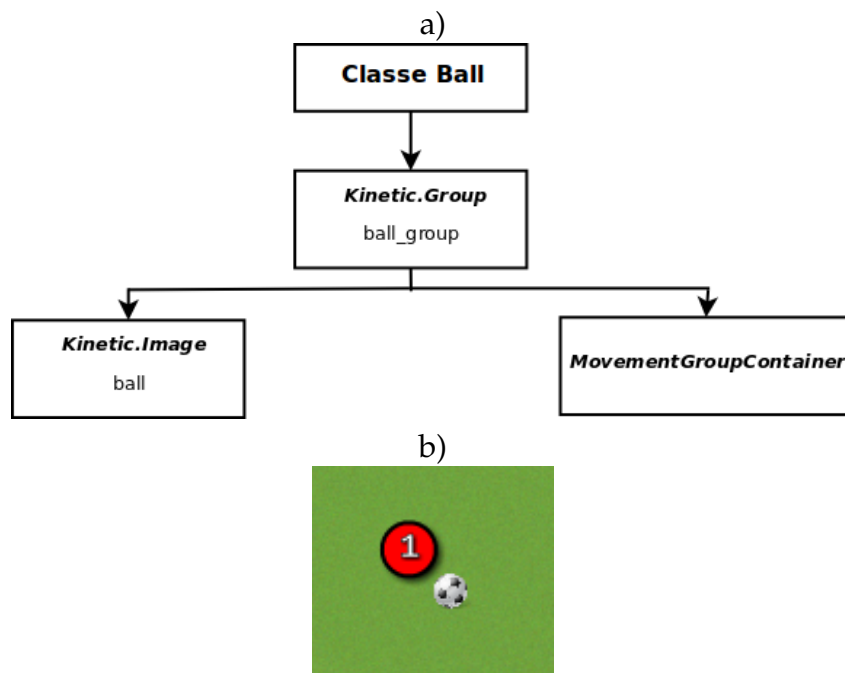 a)
Classe Ball
Kinetic.Group
ball_group
Kinetic.Image
ball
MovementGroupContainer
b)
1